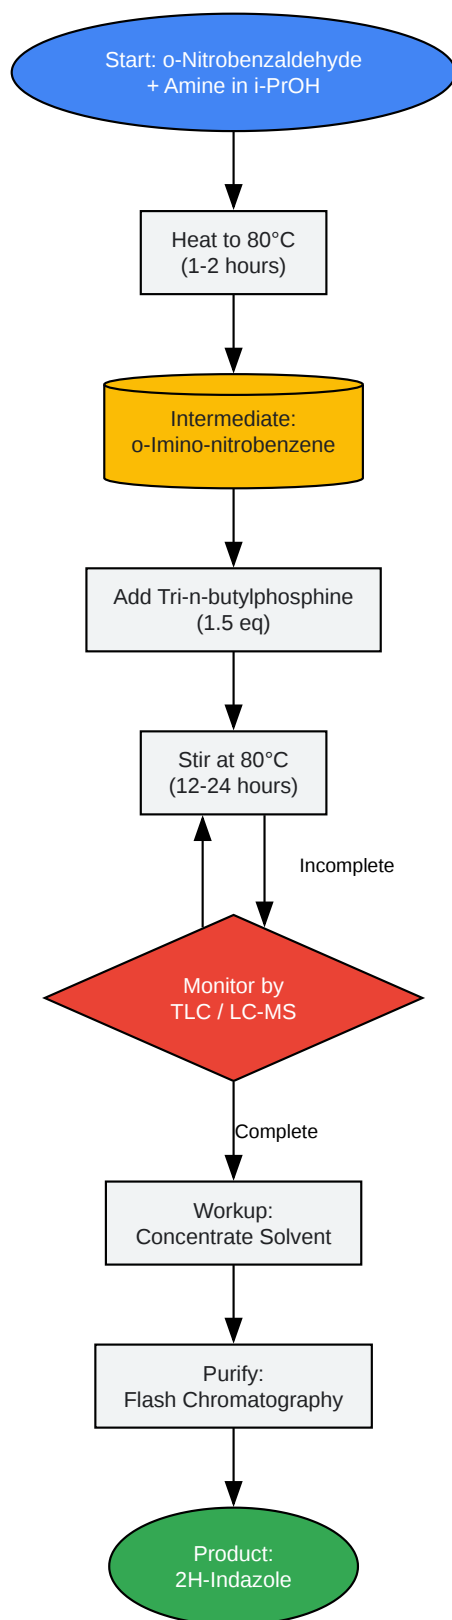 Start: o-Nitrobenzaldehyde
+ Amine in i-PrOH
Heat to 80°C
(1-2 hours)
Intermediate:
o-Imino-nitrobenzene
Add Tri-n-butylphosphine
(1.5 eq)
Stir at 80°C
(12-24 hours)
Incomplete
Monitor by
TLC / LC-MS
Complete
Workup:
Concentrate Solvent
Purify:
Flash Chromatography
Product:
2H-Indazole